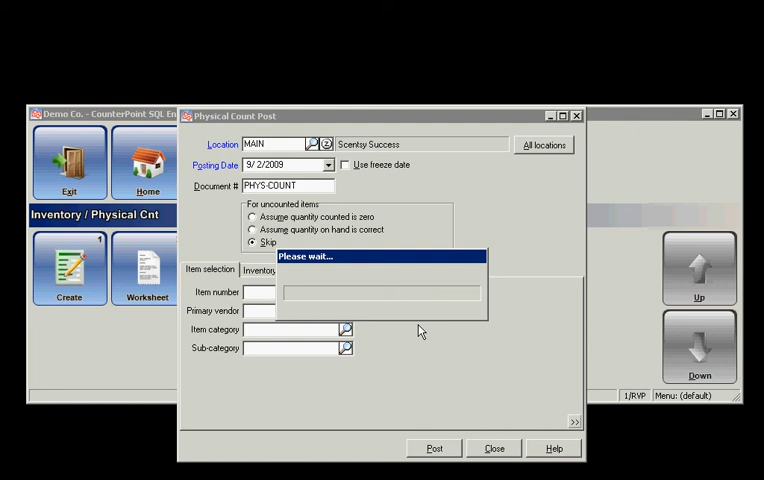 Demo Co. - CounterPoint SQL En
Physical Count Post
Exit
Home
Inventory / Physical Cnt
1
Create
Worksheet
Location MAIN Scentsy Success All locations
Posting Date 9/ 2/2009 Use freeze date
Document # PHYS-COUNT
For uncounted items
Assume quantity counted is zero
Assume quantity on hand is correct
Skip
Please wait...
Item selection Inventory
Item number
Primary vendor
Item category
Sub-category
>>
Post Close Help
Up
Down
1/RVP Menu: (default)